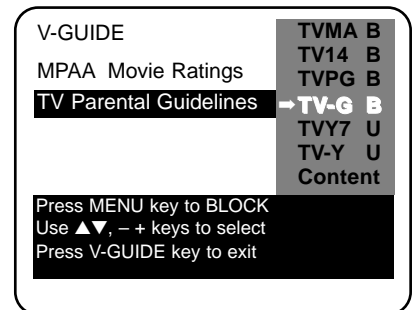 V-GUIDE
MPAA Movie Ratings
TV Parental Guidelines
TVMA B
TV14 B
TVPG B
➡TV-G B
TVY7 U
TV-Y U
Content
Press MENU key to BLOCK
Use ▲▼, – + keys to select
Press V-GUIDE key to exit